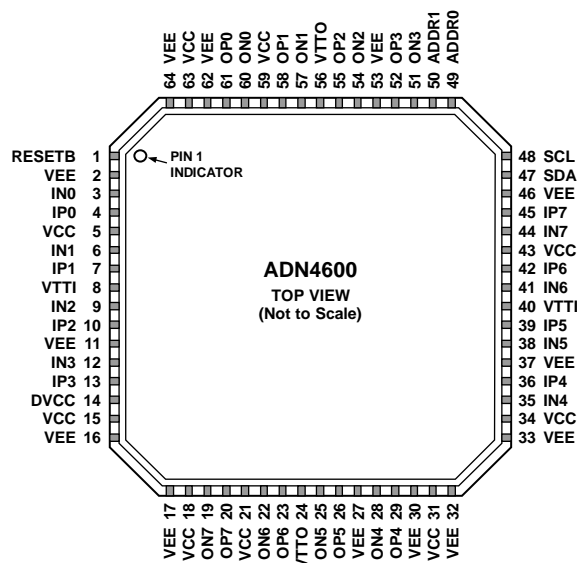 64 VEE
63 VCC
62 VEE
61 OP0
60 ON0
59 VCC
58 OP1
57 ON1
56 VTTO
55 OP2
54 ON2
53 VEE
52 OP3
51 ON3
50 ADDR1
49 ADDR0
RESETB 1
VEE 2
IN0 3
IP0 4
VCC 5
IN1 6
IP1 7
VTTI 8
IN2 9
IP2 10
VEE 11
IN3 12
IP3 13
DVCC 14
VCC 15
VEE 16
PIN 1
INDICATOR
ADN4600
TOP VIEW
(Not to Scale)
48 SCL
47 SDA
46 VEE
45 IP7
44 IN7
43 VCC
42 IP6
41 IN6
40 VTTI
39 IP5
38 IN5
37 VEE
36 IP4
35 IN4
34 VCC
33 VEE
VEE 17
VCC 18
ON7 19
OP7 20
VCC 21
ON6 22
OP6 23
VTTO 24
ON5 25
OP5 26
VEE 27
ON4 28
OP4 29
VEE 30
VCC 31
VEE 32